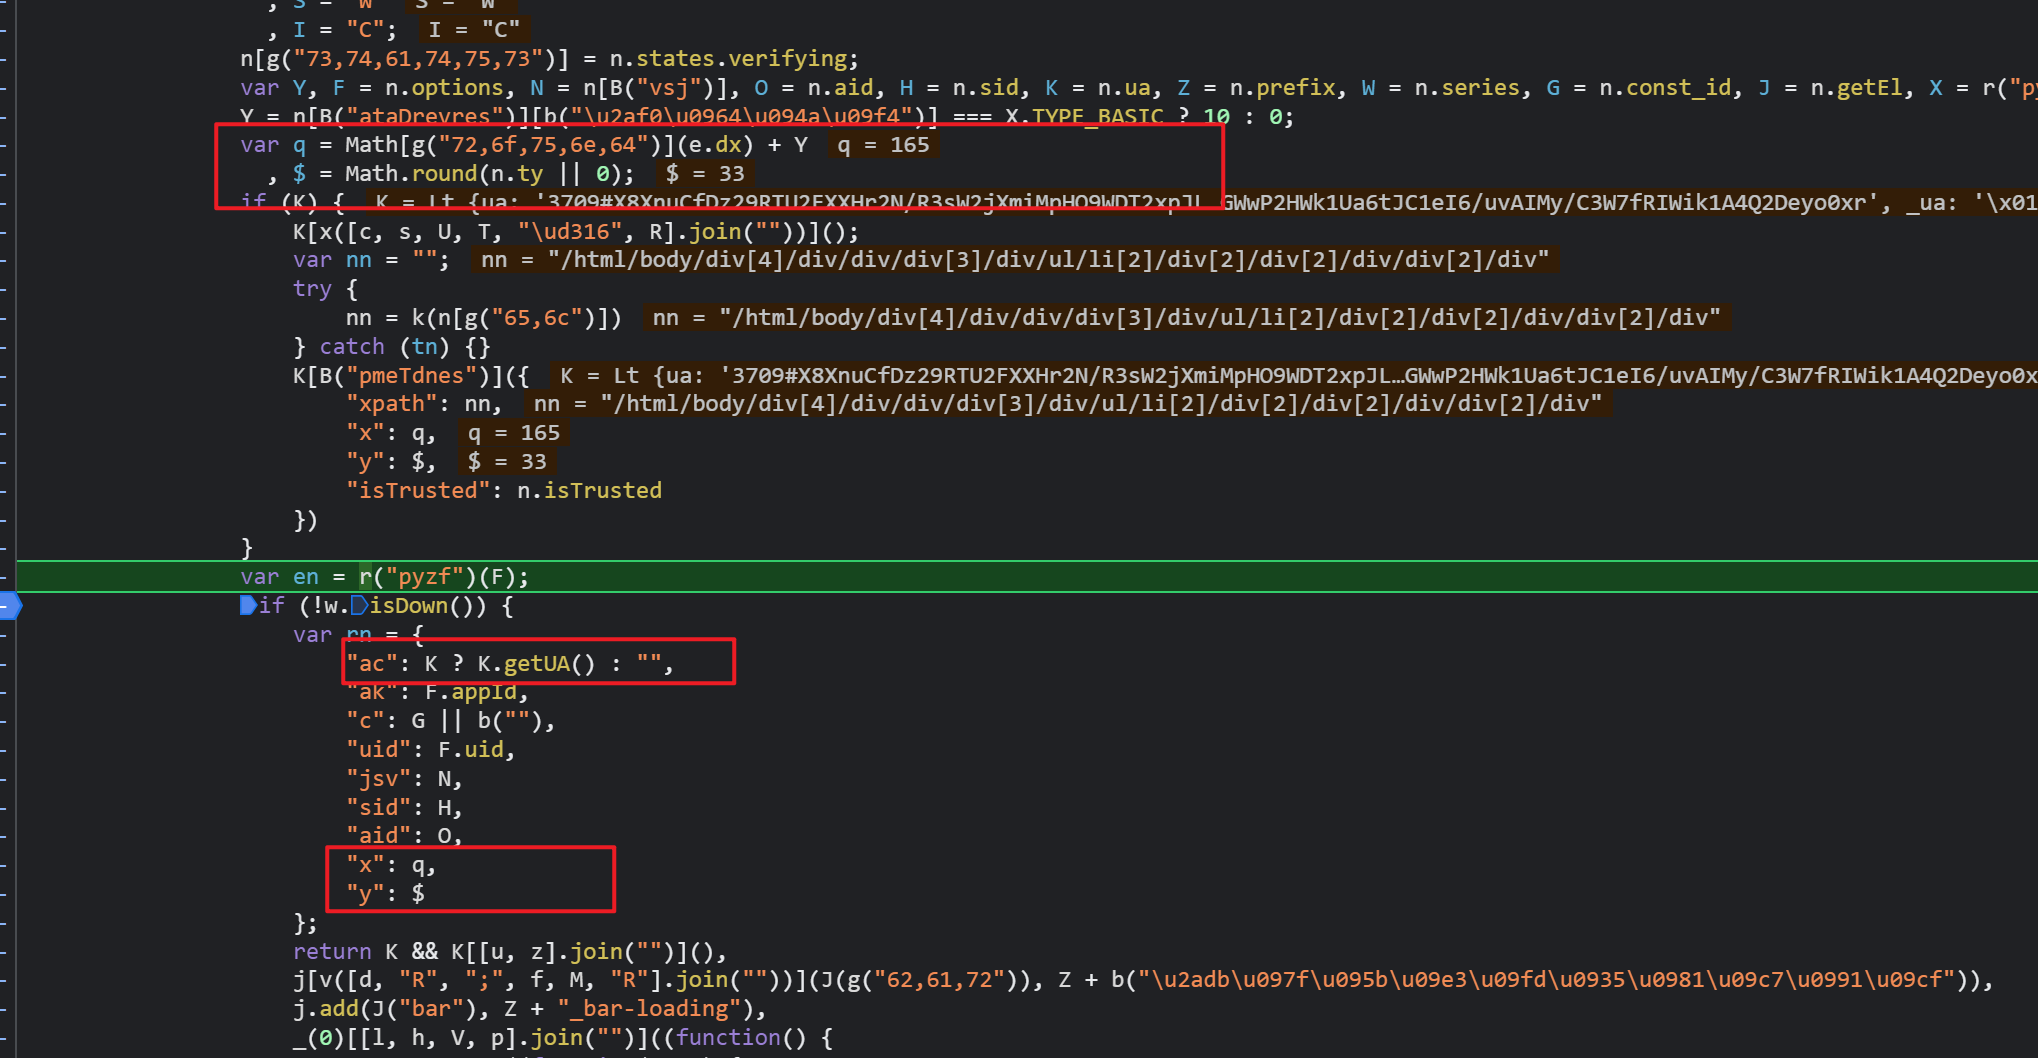 , S = "W"   S = "W"
, I = "C";   I = "C"
n[g("73,74,61,74,75,73")] = n.states.verifying;
var Y, F = n.options, N = n[B("vsj")], O = n.aid, H = n.sid, K = n.ua, Z = n.prefix, W = n.series, G = n.const_id, J = n.getEl, X = r("py
Y = n[B("ataDrevres")][b("\u2af0\u0964\u094a\u09f4")] === X.TYPE_BASIC ? 10 : 0;
var q = Math[g("72,6f,75,6e,64")](e.dx) + Y   q = 165
, $ = Math.round(n.ty || 0);   $ = 33
if (K) {   K = Lt {ua: '3709#X8XnuCfDz29RTU2FXXHr2N/R3sW2jXmiMpHO9WDT2xpJL…GWwP2HWk1Ua6tJC1eI6/uvAIMy/C3W7fRIWik1A4Q2Deyo0xr', _ua: '\x01
K[x([c, s, U, T, "\ud316", R].join(""))]();
var nn = "";   nn = "/html/body/div[4]/div/div/div[3]/div/ul/li[2]/div[2]/div[2]/div/div[2]/div"
try {
nn = k(n[g("65,6c")])   nn = "/html/body/div[4]/div/div/div[3]/div/ul/li[2]/div[2]/div[2]/div/div[2]/div"
} catch (tn) {}
K[B("pmeTdnes")]({   K = Lt {ua: '3709#X8XnuCfDz29RTU2FXXHr2N/R3sW2jXmiMpHO9WDT2xpJL…GWwP2HWk1Ua6tJC1eI6/uvAIMy/C3W7fRIWik1A4Q2Deyo0x
"xpath": nn,   nn = "/html/body/div[4]/div/div/div[3]/div/ul/li[2]/div[2]/div[2]/div/div[2]/div"
"x": q,   q = 165
"y": $,   $ = 33
"isTrusted": n.isTrusted
})
}
var en = r("pyzf")(F);
if (!w.isDown()) {
var rn = {
"ac": K ? K.getUA() : "",
"ak": F.appId,
"c": G || b(""),
"uid": F.uid,
"jsv": N,
"sid": H,
"aid": O,
"x": q,
"y": $
};
return K && K[[u, z].join("")](),
j[v([d, "R", ";", f, M, "R"].join(""))](J(g("62,61,72")), Z + b("\u2adb\u097f\u095b\u09e3\u09fd\u0935\u0981\u09c7\u0991\u09cf")),
j.add(J("bar"), Z + "_bar-loading"),
_(0)[[l, h, V, p].join("")]((function() {